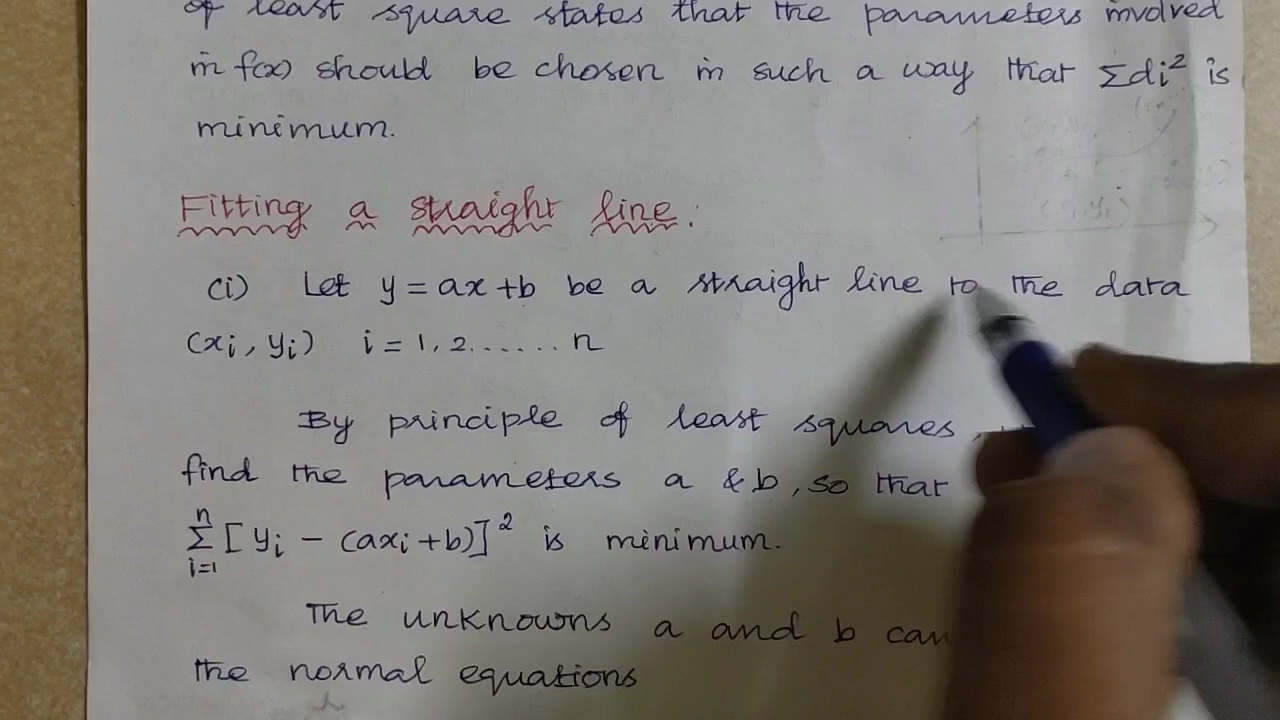 of least square states that the parameters involved
in f(x) should be chosen in such a way that Σdi² is
minimum.
Fitting a straight line:
(i) Let y = ax + b be a straight line to the data
(xi, yi) i = 1, 2 ...... n
By principle of least squares,
find the parameters a & b, so that
n
Σ [yi - (axi + b)]² is minimum.
i=1
The unknowns a and b can
the normal equations